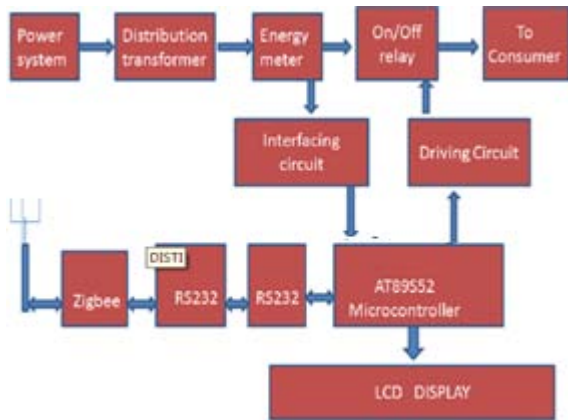 Power
system
Distribution
transformer
Energy
meter
On/Off
relay
To
Consumer
Interfacing
circuit
Driving Circuit
DISTI
Zigbee
RS232
RS232
AT89S52
Microcontroller
LCD DISPLAY